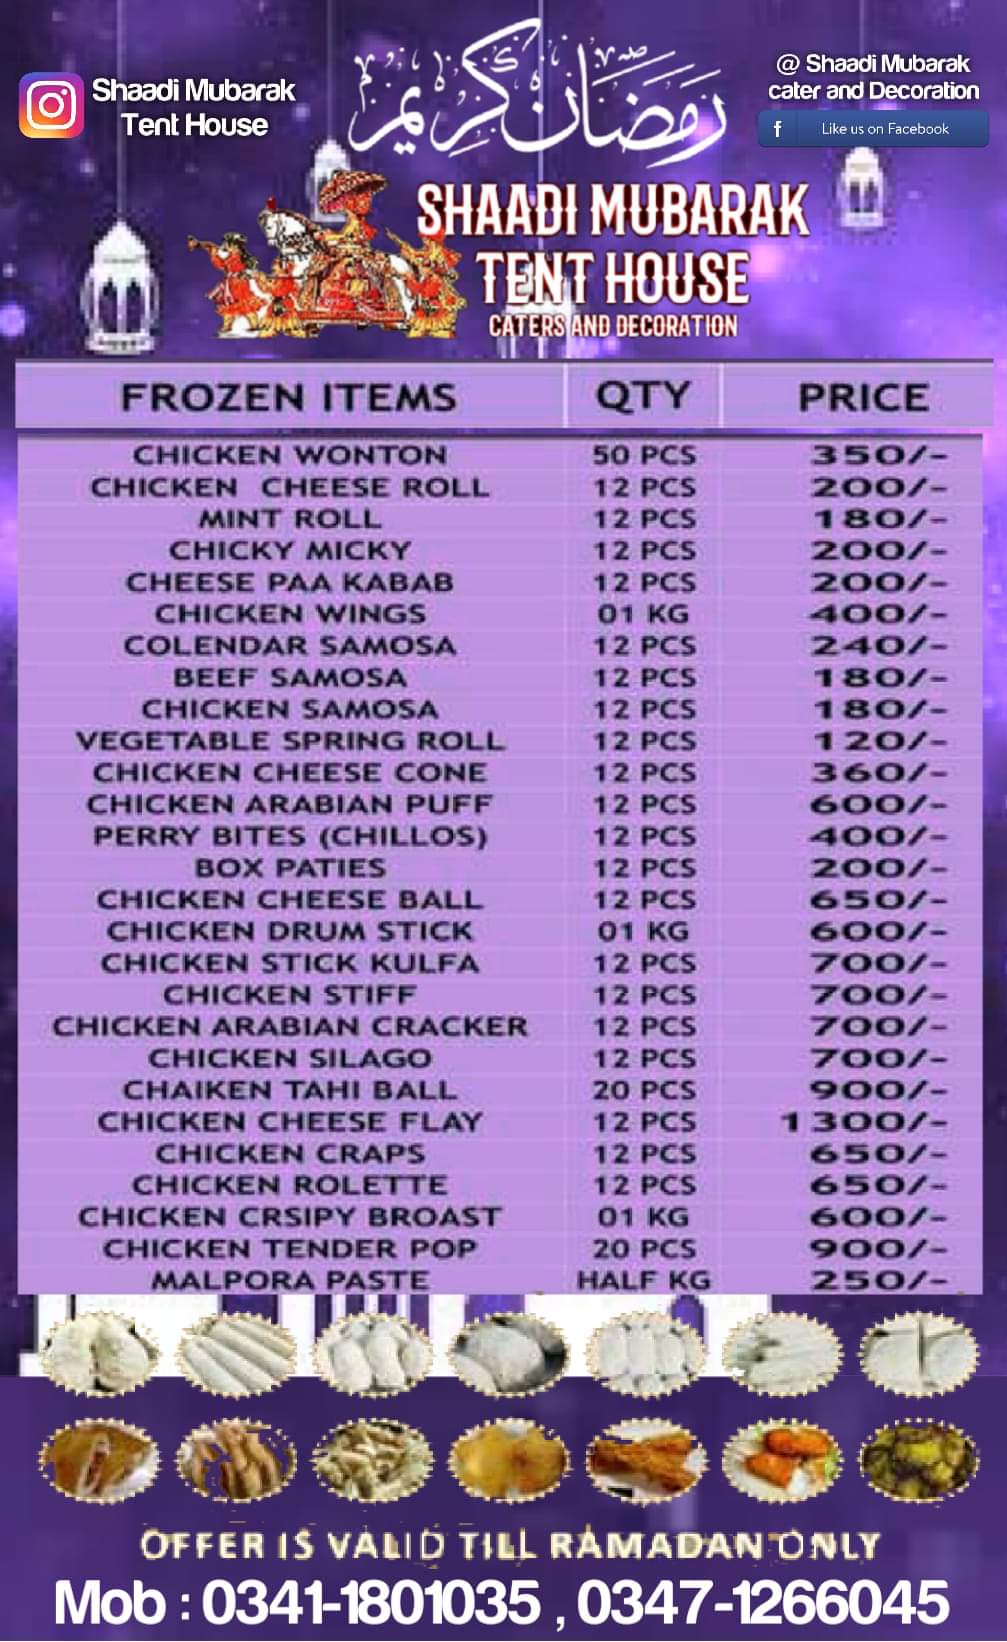 Shaadi Mubarak
Tent House
رمضان كريم
@ Shaadi Mubarak
cater and Decoration
f Like us on Facebook
SHAADI MUBARAK
TENT HOUSE
CATERS AND DECORATION
FROZEN ITEMS QTY PRICE
CHICKEN WONTON 50 PCS 350/-
CHICKEN CHEESE ROLL 12 PCS 200/-
MINT ROLL 12 PCS 180/-
CHICKY MICKY 12 PCS 200/-
CHEESE PAA KABAB 12 PCS 200/-
CHICKEN WINGS 01 KG 400/-
COLENDAR SAMOSA 12 PCS 240/-
BEEF SAMOSA 12 PCS 180/-
CHICKEN SAMOSA 12 PCS 180/-
VEGETABLE SPRING ROLL 12 PCS 120/-
CHICKEN CHEESE CONE 12 PCS 360/-
CHICKEN ARABIAN PUFF 12 PCS 600/-
PERRY BITES (CHILLOS) 12 PCS 400/-
BOX PATIES 12 PCS 200/-
CHICKEN CHEESE BALL 12 PCS 650/-
CHICKEN DRUM STICK 01 KG 600/-
CHICKEN STICK KULFA 12 PCS 700/-
CHICKEN STIFF 12 PCS 700/-
CHICKEN ARABIAN CRACKER 12 PCS 700/-
CHICKEN SILAGO 12 PCS 700/-
CHAIKEN TAHI BALL 20 PCS 900/-
CHICKEN CHEESE FLAY 12 PCS 1300/-
CHICKEN CRAPS 12 PCS 650/-
CHICKEN ROLETTE 12 PCS 650/-
CHICKEN CRSIPY BROAST 01 KG 600/-
CHICKEN TENDER POP 20 PCS 900/-
MALPORA PASTE HALF KG 250/-
OFFER IS VALID TILL RAMADAN ONLY
Mob : 0341-1801035 , 0347-1266045